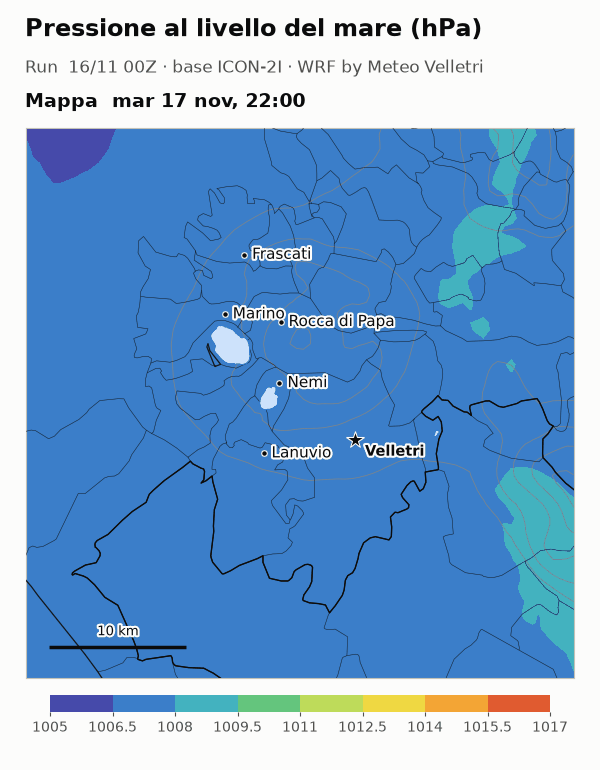 Pressione al livello del mare (hPa)
Run  16/11 00Z · base ICON-2I · WRF by Meteo Velletri
Mappa  mar 17 nov, 22:00
Frascati
Marino
Rocca di Papa
Nemi
Velletri
Lanuvio
10 km
1005 1006.5 1008 1009.5 1011 1012.5 1014 1015.5 1017